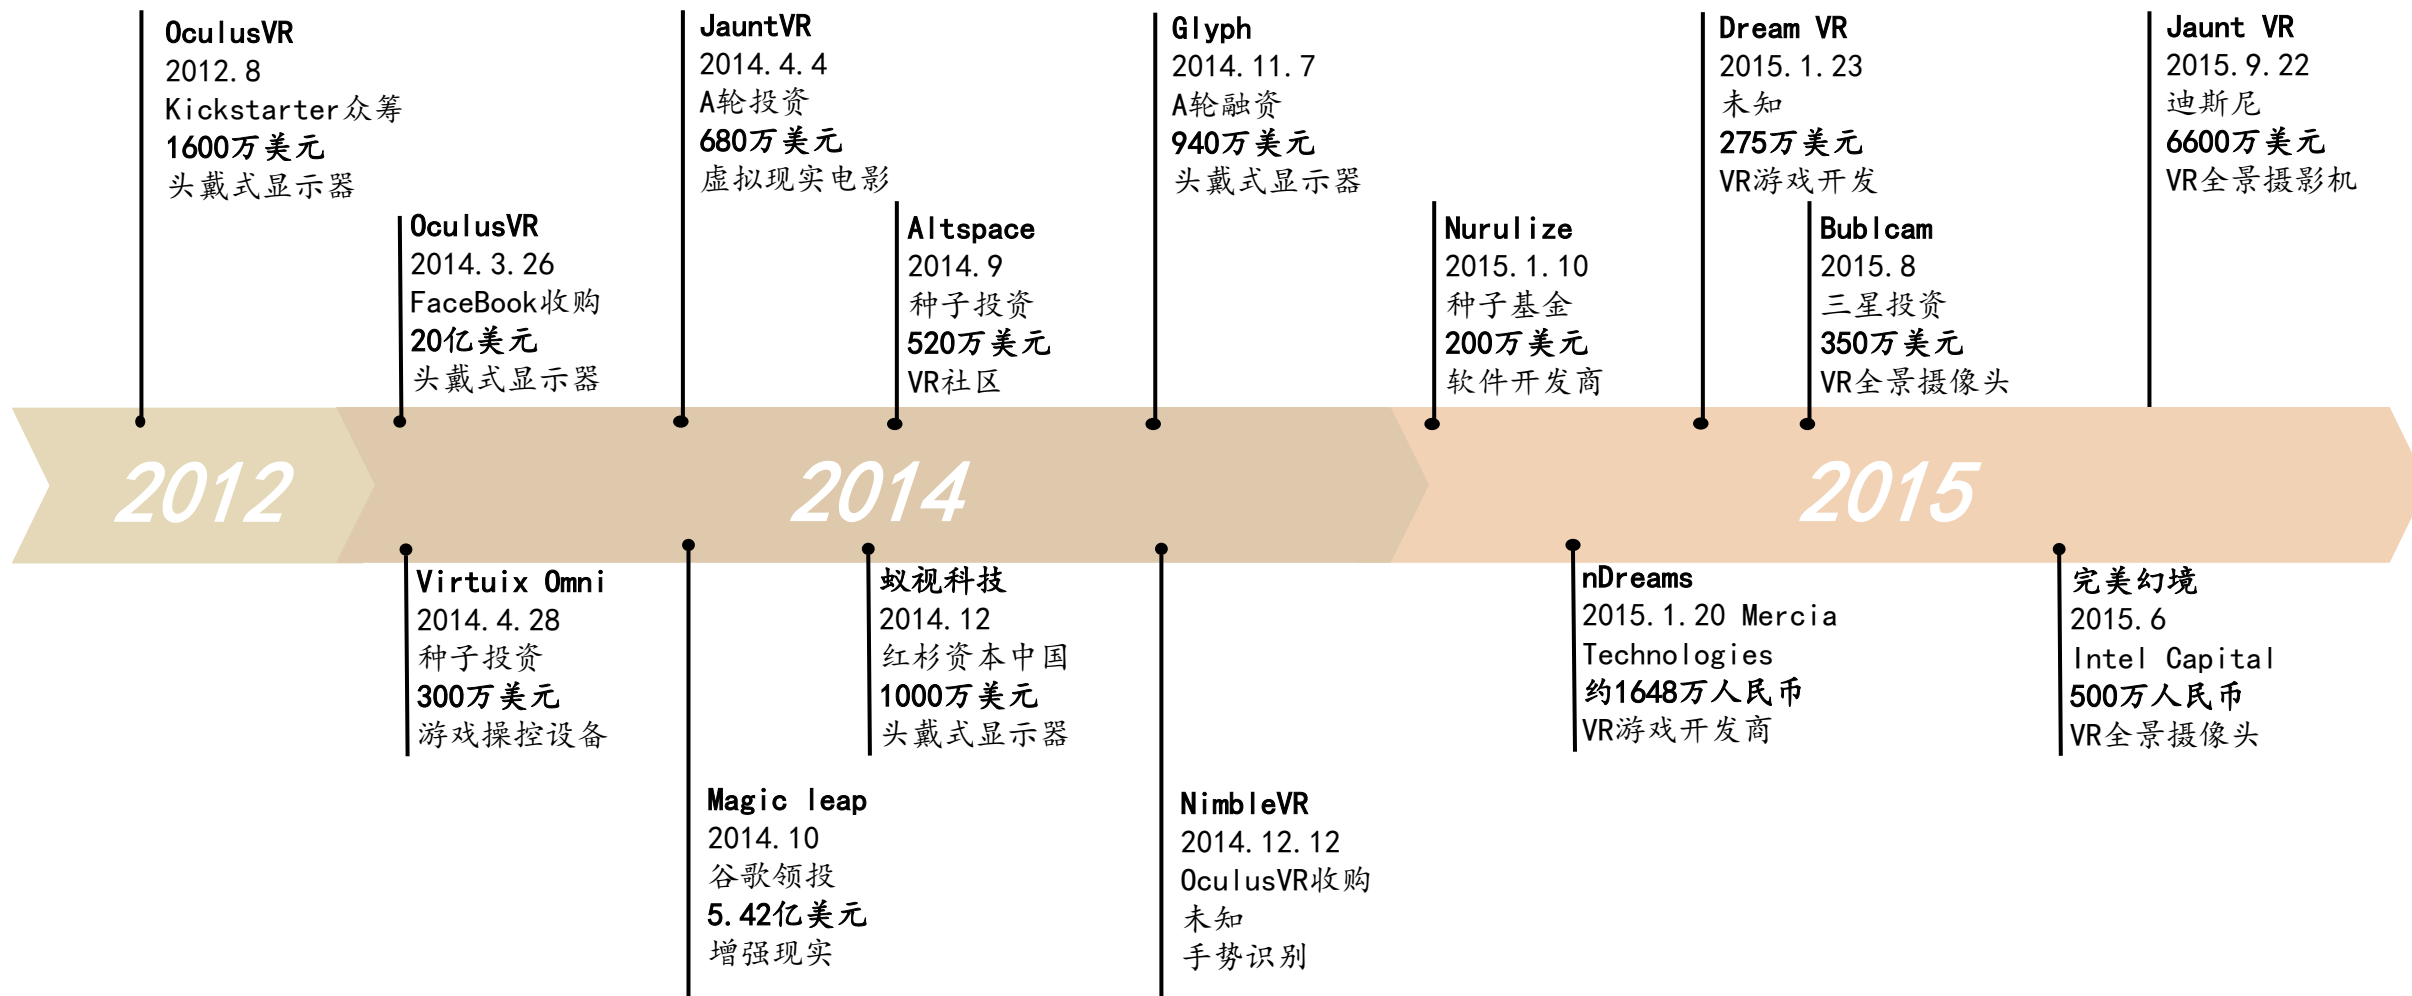 OculusVR
2012.8
Kickstarter众筹
1600万美元
头戴式显示器
OculusVR
2014.3.26
FaceBook收购
20亿美元
头戴式显示器
JauntVR
2014.4.4
A轮投资
680万美元
虚拟现实电影
Altspace
2014.9
种子投资
520万美元
VR社区
Glyph
2014.11.7
A轮融资
940万美元
头戴式显示器
Nurulize
2015.1.10
种子基金
200万美元
软件开发商
Dream VR
2015.1.23
未知
275万美元
VR游戏开发
Bublcam
2015.8
三星投资
350万美元
VR全景摄像头
Jaunt VR
2015.9.22
迪斯尼
6600万美元
VR全景摄影机
2012
2014
2015
Virtuix Omni
2014.4.28
种子投资
300万美元
游戏操控设备
Magic leap
2014.10
谷歌领投
5.42亿美元
增强现实
蚁视科技
2014.12
红杉资本中国
1000万美元
头戴式显示器
NimbleVR
2014.12.12
OculusVR收购
未知
手势识别
nDreams
2015.1.20 Mercia
Technologies
约1648万人民币
VR游戏开发商
完美幻境
2015.6
Intel Capital
500万人民币
VR全景摄像头